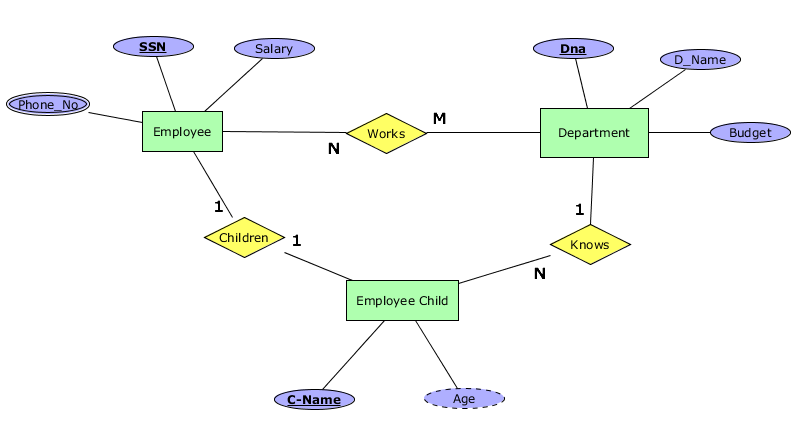 SSN
Salary
Dna
D_Name
Phone_No
Employee
Works
N
M
Department
Budget
1
Children
1
1
Knows
N
Employee Child
C-Name
Age